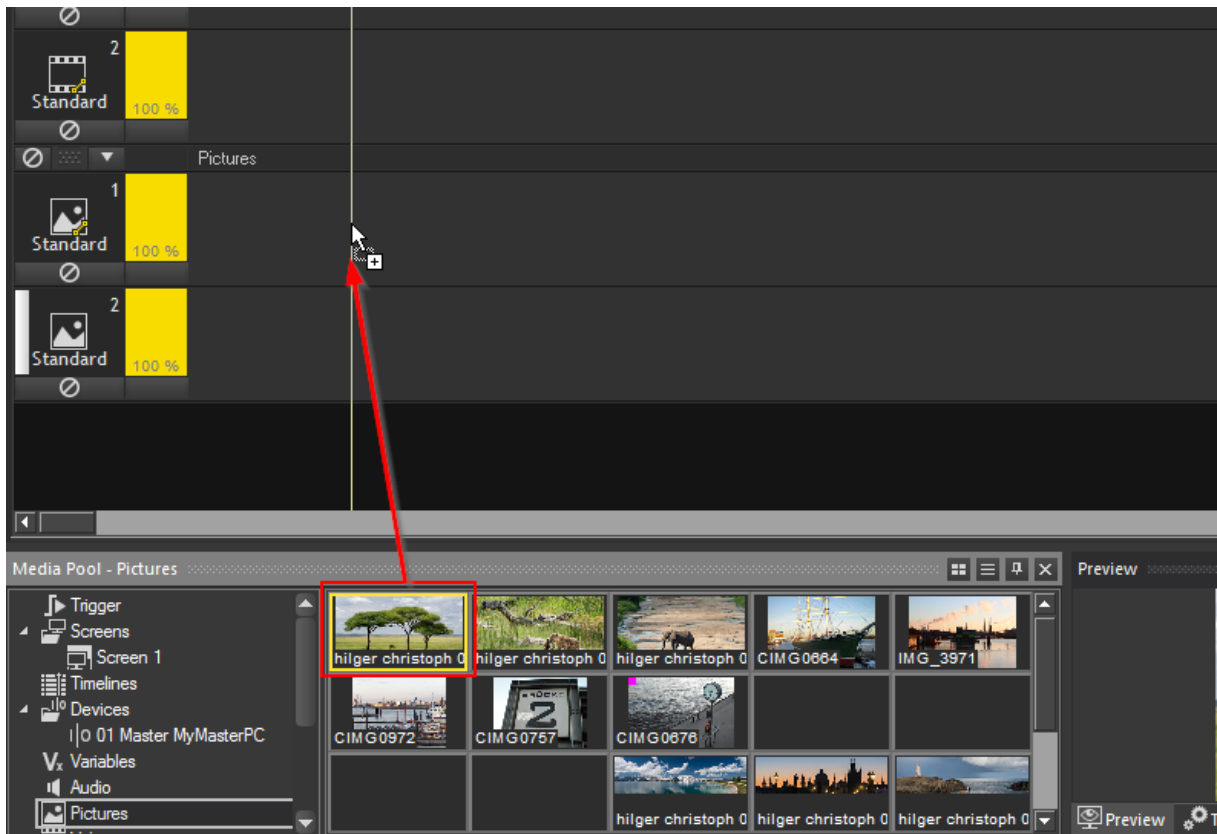 2
Standard
100 %
Pictures
1
Standard
100 %
2
Standard
100 %
Media Pool - Pictures
Preview
Trigger
Screens
Screen 1
Timelines
Devices
01 Master MyMasterPC
Variables
Audio
Pictures
hilger christoph 0
hilger christoph 0
hilger christoph 0
CIMG0664
IMG_3971
CIMG0972
CIMG0757
2
CIMG0676
hilger christoph 0
hilger christoph 0
hilger christoph 0
Preview
T